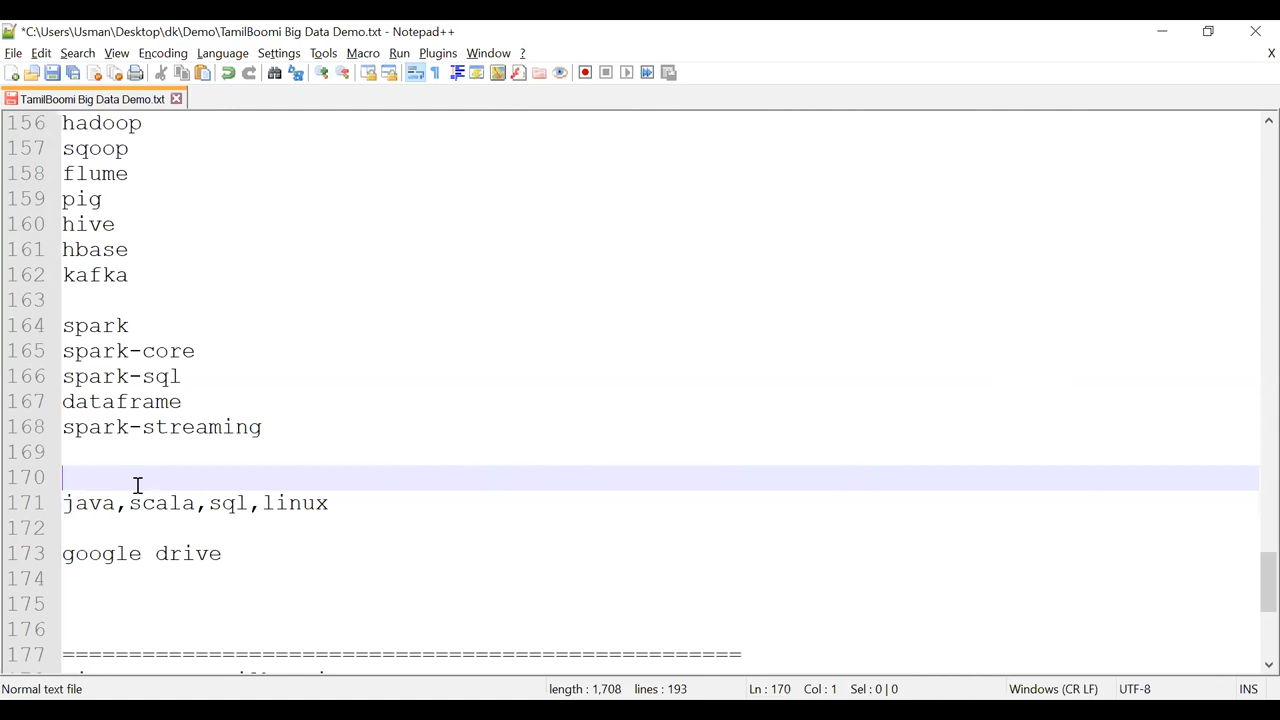 *C:\Users\Usman\Desktop\dk\Demo\TamilBoomi Big Data Demo.txt - Notepad++
File Edit Search View Encoding Language Settings Tools Macro Run Plugins Window ? X
TamilBoomi Big Data Demo.txt
156 hadoop
157 sqoop
158 flume
159 pig
160 hive
161 hbase
162 kafka
163
164 spark
165 spark-core
166 spark-sql
167 dataframe
168 spark-streaming
169
170
171 java,scala,sql,linux
172
173 google drive
174
175
176
177 ===================================================
Normal text file length : 1,708 lines : 193 Ln : 170 Col : 1 Sel : 0 | 0 Windows (CR LF) UTF-8 INS